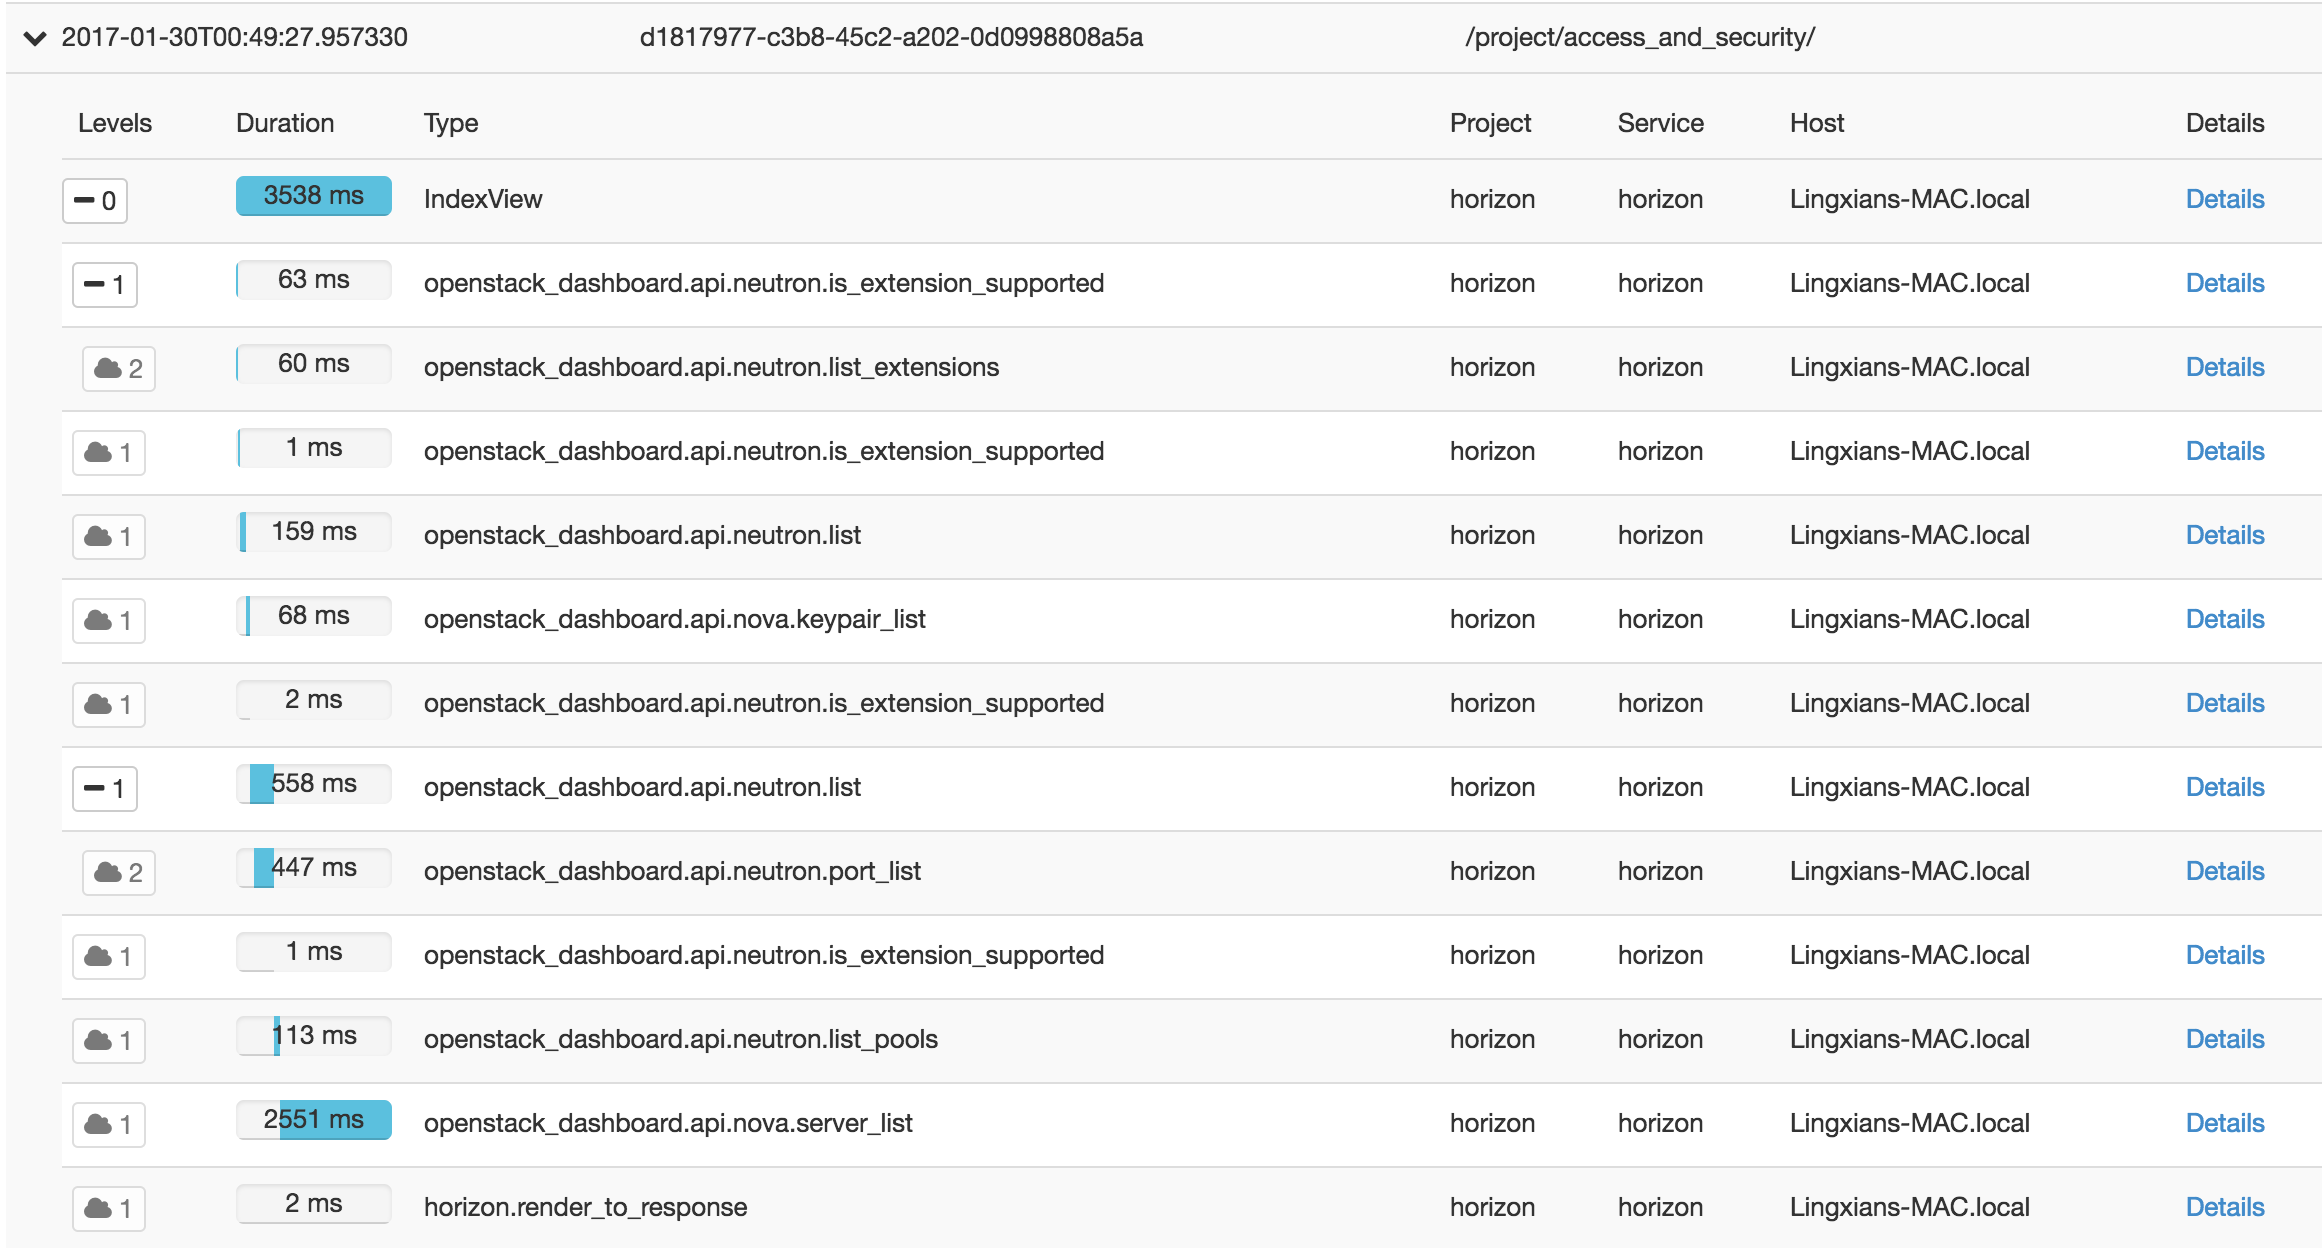 2017-01-30T00:49:27.957330 d1817977-c3b8-45c2-a202-0d0998808a5a /project/access_and_security/
Levels Duration Type Project Service Host Details
0 3538 ms IndexView horizon horizon Lingxians-MAC.local Details
1 63 ms openstack_dashboard.api.neutron.is_extension_supported horizon horizon Lingxians-MAC.local Details
2 60 ms openstack_dashboard.api.neutron.list_extensions horizon horizon Lingxians-MAC.local Details
1 1 ms openstack_dashboard.api.neutron.is_extension_supported horizon horizon Lingxians-MAC.local Details
1 159 ms openstack_dashboard.api.neutron.list horizon horizon Lingxians-MAC.local Details
1 68 ms openstack_dashboard.api.nova.keypair_list horizon horizon Lingxians-MAC.local Details
1 2 ms openstack_dashboard.api.neutron.is_extension_supported horizon horizon Lingxians-MAC.local Details
1 558 ms openstack_dashboard.api.neutron.list horizon horizon Lingxians-MAC.local Details
2 447 ms openstack_dashboard.api.neutron.port_list horizon horizon Lingxians-MAC.local Details
1 1 ms openstack_dashboard.api.neutron.is_extension_supported horizon horizon Lingxians-MAC.local Details
1 113 ms openstack_dashboard.api.neutron.list_pools horizon horizon Lingxians-MAC.local Details
1 2551 ms openstack_dashboard.api.nova.server_list horizon horizon Lingxians-MAC.local Details
1 2 ms horizon.render_to_response horizon horizon Lingxians-MAC.local Details